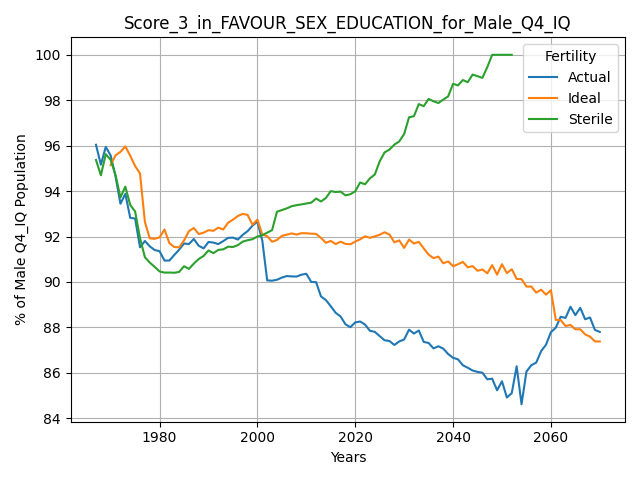 Score_3_in_FAVOUR_SEX_EDUCATION_for_Male_Q4_IQ
Fertility
Actual
Ideal
Sterile
% of Male Q4_IQ Population
100
98
96
94
92
90
88
86
84
1980 2000 2020 2040 2060
Years